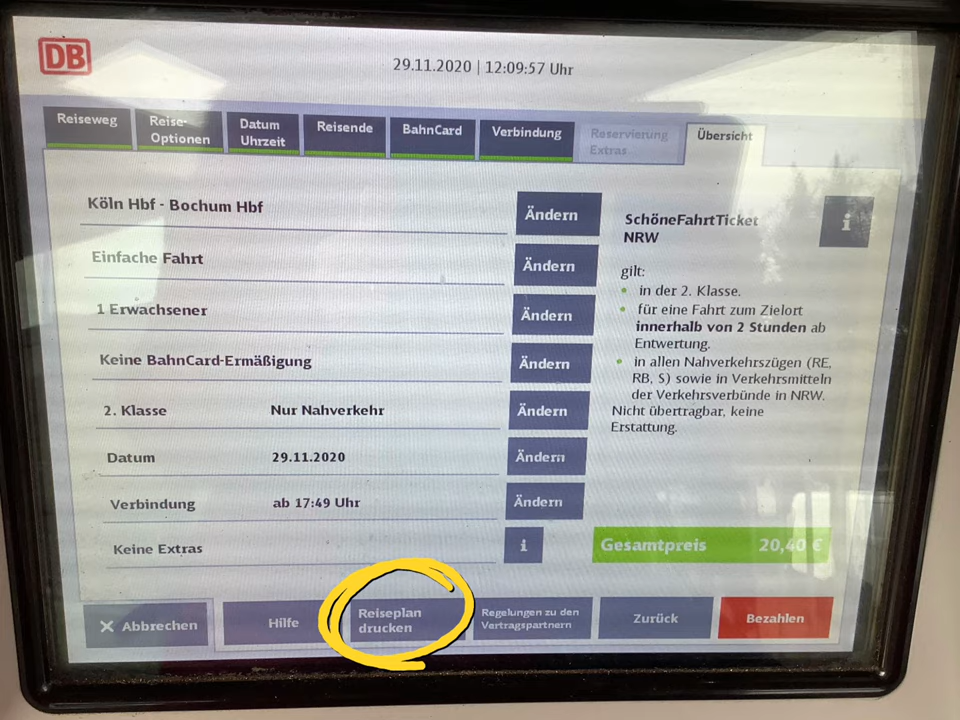 DB
29.11.2020 | 12:09:57 Uhr
Reiseweg
Reise-
Optionen
Datum
Uhrzeit
Reisende
BahnCard
Verbindung
Reservierung
Extras
Übersicht
Köln Hbf - Bochum Hbf
Ändern
Einfache Fahrt
Ändern
1 Erwachsener
Ändern
Keine BahnCard-Ermäßigung
Ändern
2. Klasse Nur Nahverkehr
Ändern
Datum 29.11.2020
Ändern
Verbindung ab 17:49 Uhr
Ändern
Keine Extras
i
SchöneFahrtTicket
NRW
i
gilt:
• in der 2. Klasse.
• für eine Fahrt zum Zielort
innerhalb von 2 Stunden ab
Entwertung.
• in allen Nahverkehrszügen (RE,
RB, S) sowie in Verkehrsmitteln
der Verkehrsverbünde in NRW.
Nicht übertragbar, keine
Erstattung.
Gesamtpreis 20,40 €
X Abbrechen
Hilfe
Reiseplan
drucken
Regelungen zu den
Vertragspartnern
Zurück
Bezahlen